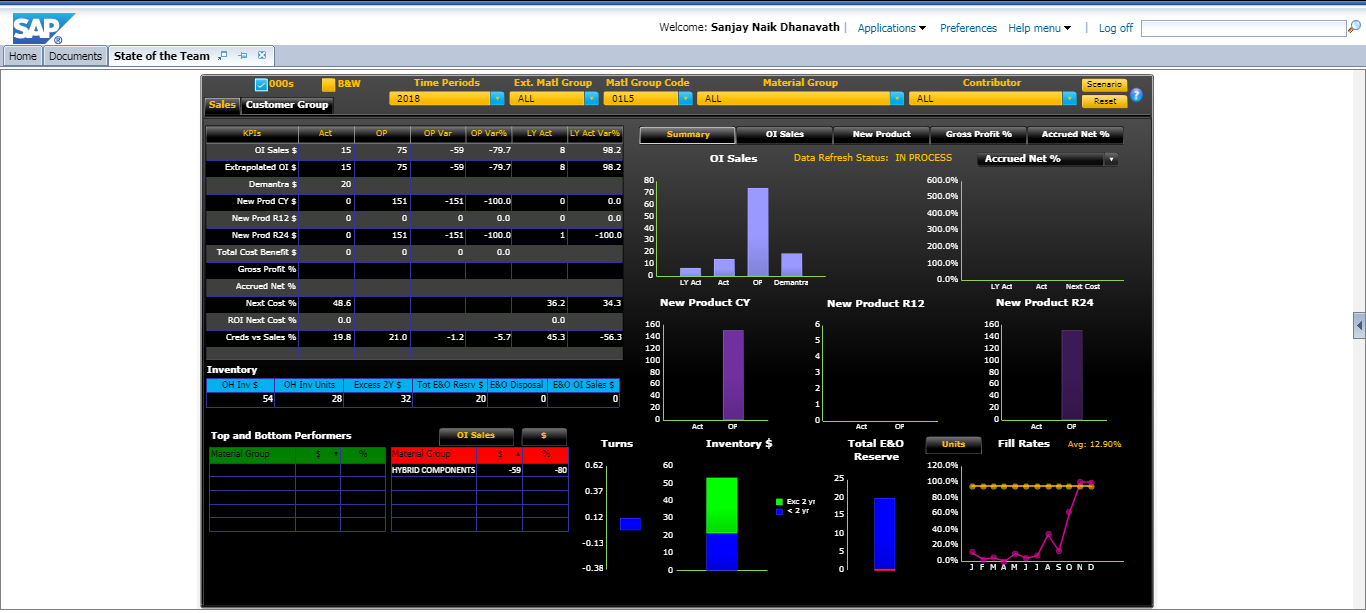 SAP ®
Welcome: Sanjay Naik Dhanavath | Applications Preferences Help menu | Log off
Home Documents State of the Team
000s B&W Time Periods Ext. Matl Group Matl Group Code Material Group Contributor Scenario
2018 ALL 01L5 ALL ALL Reset ?
Sales Customer Group
KPIs Act OP OP Var OP Var% LY Act LY Act Var%
OI Sales $ 15 75 -59 -79.7 8 98.2
Extrapolated OI $ 15 75 -59 -79.7 8 98.2
Demantra $ 20
New Prod CY $ 0 151 -151 -100.0 0 0.0
New Prod R12 $ 0 0 0 0.0 0 0.0
New Prod R24 $ 0 151 -151 -100.0 1 -100.0
Total Cost Benefit $ 0 0 0 0.0
Gross Profit %
Accrued Net %
Next Cost % 48.6 36.2 34.3
ROI Next Cost % 0.0 0.0
Creds vs Sales % 19.8 21.0 -1.2 -5.7 45.3 -56.3
Inventory
OH Inv $ OH Inv Units Excess 2Y $ Tot E&O Resrv $ E&O Disposal E&O OI Sales $
54 28 32 20 0 0
Summary OI Sales New Product Gross Profit % Accrued Net %
OI Sales Data Refresh Status: IN PROCESS Accrued Net %
80
70
60
50
40
30
20
10
0
LY Act Act OP Demantra
600.0%
500.0%
400.0%
300.0%
200.0%
100.0%
0.0%
LY Act Act Next Cost
New Product CY
160
140
120
100
80
60
40
20
0
Act OP
New Product R12
6
5
4
3
2
1
0
Act OP
New Product R24
160
140
120
100
80
60
40
20
0
Act OP
Top and Bottom Performers OI Sales $
Material Group $ % Material Group $ %
HYBRID COMPONENTS -59 -80
Turns
0.62
0.37
0.12
-0.13
-0.38
Inventory $
60
50
40
30
20
10
0
Exc 2 yr
< 2 yr
Total E&O
Reserve
25
20
15
10
5
0
Units Fill Rates Avg: 12.90%
120.0%
100.0%
80.0%
60.0%
40.0%
20.0%
0.0%
J F M A M J J A S O N D